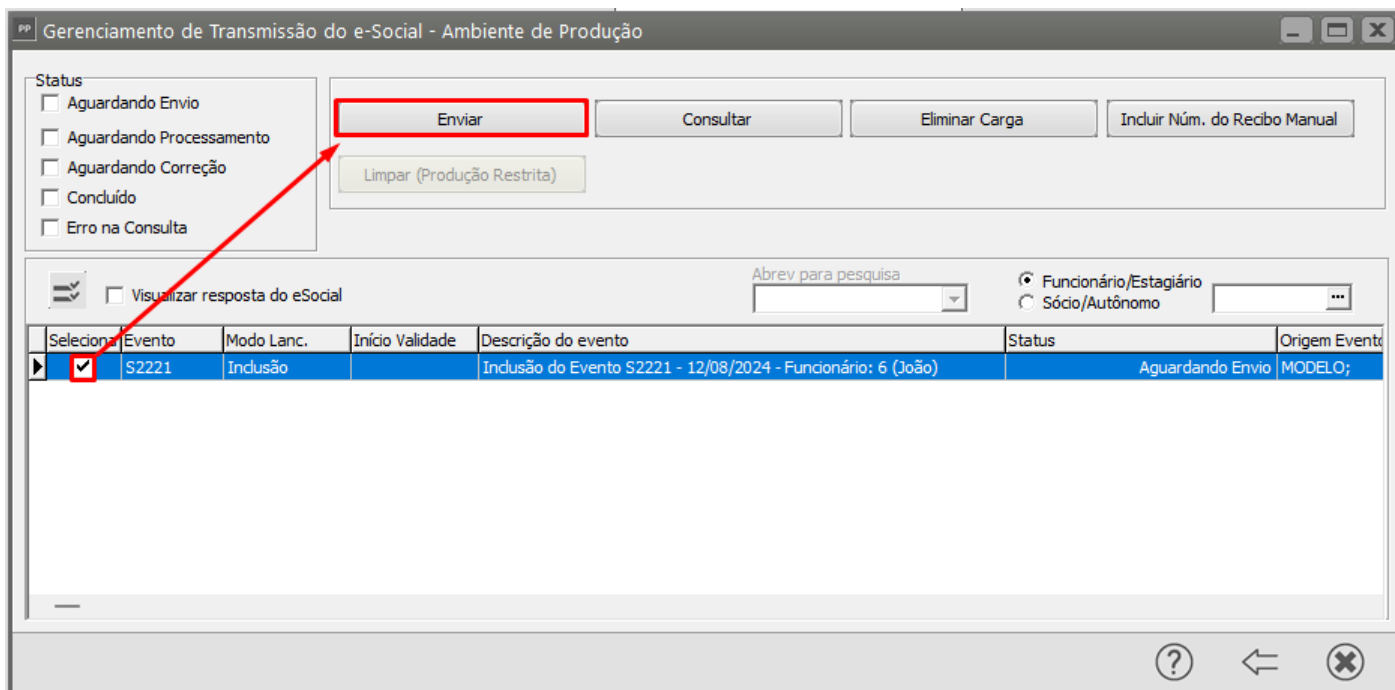 PP Gerenciamento de Transmissão do e-Social - Ambiente de Produção
Status
Aguardando Envio
Aguardando Processamento
Aguardando Correção
Concluído
Erro na Consulta
Enviar Consultar Eliminar Carga Incluir Núm. do Recibo Manual
Limpar (Produção Restrita)
Visualizar resposta do eSocial
Abrev para pesquisa
Funcionário/Estagiário
Sócio/Autônomo
...
Seleciona Evento Modo Lanc. Início Validade Descrição do evento Status Origem Evento
S2221 Inclusão Inclusão do Evento S2221 - 12/08/2024 - Funcionário: 6 (João) Aguardando Envio MODELO;
?